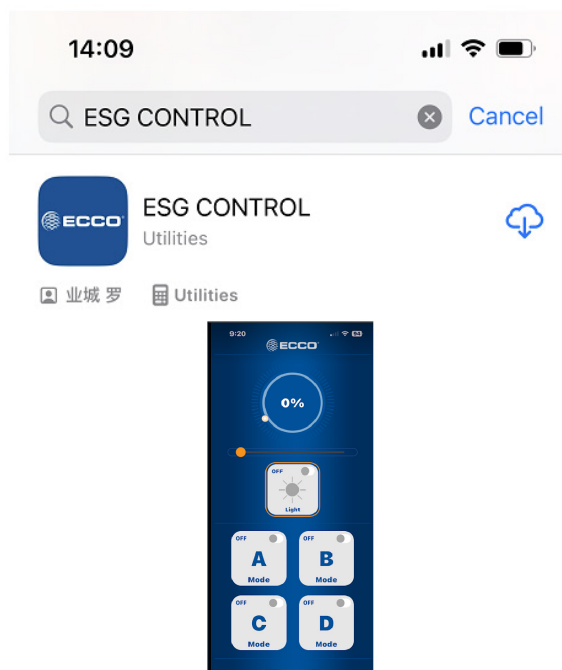 14:09
ESG CONTROL
Cancel
ECCO
ESG CONTROL
Utilities
业城 罗
Utilities
9:20
94
ECCO
0%
OFF
Light
OFF
A
Mode
OFF
B
Mode
OFF
C
Mode
OFF
D
Mode